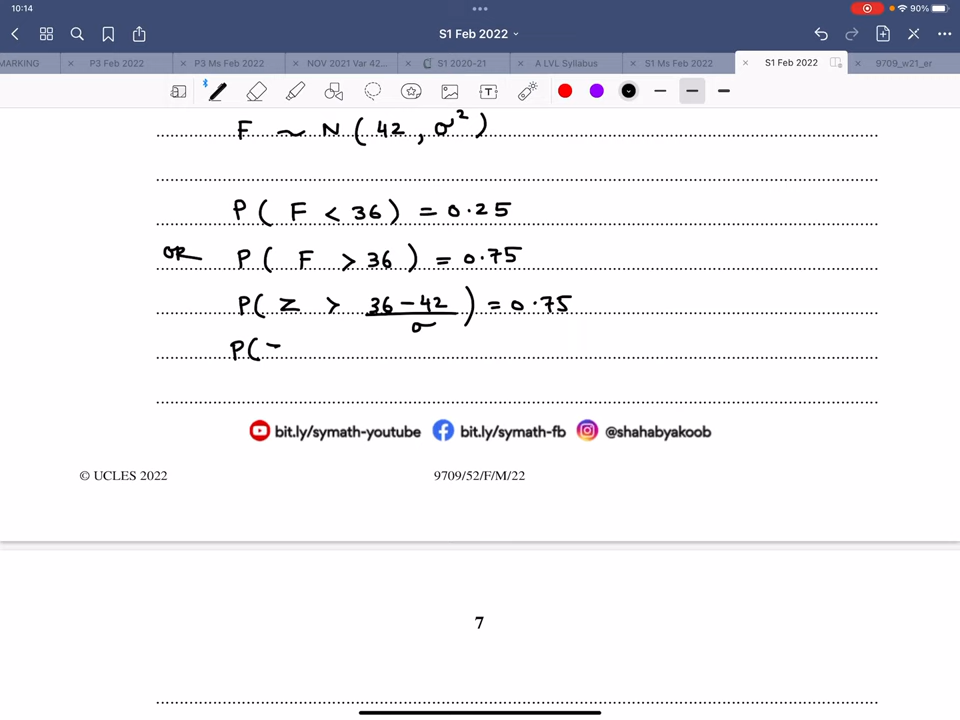 10:14
90%
S1 Feb 2022
MARKING
P3 Feb 2022
P3 Ms Feb 2022
NOV 2021 Var 42...
S1 2020-21
A LVL Syllabus
S1 Ms Feb 2022
S1 Feb 2022
9709_w21_er
F ~ N ( 42 , σ² )
P ( F < 36 ) = 0.25
OR P ( F > 36 ) = 0.75
P ( Z > (36 - 42)/σ ) = 0.75
P (
bit.ly/symath-youtube bit.ly/symath-fb @shahabyakoob
© UCLES 2022 9709/52/F/M/22
7